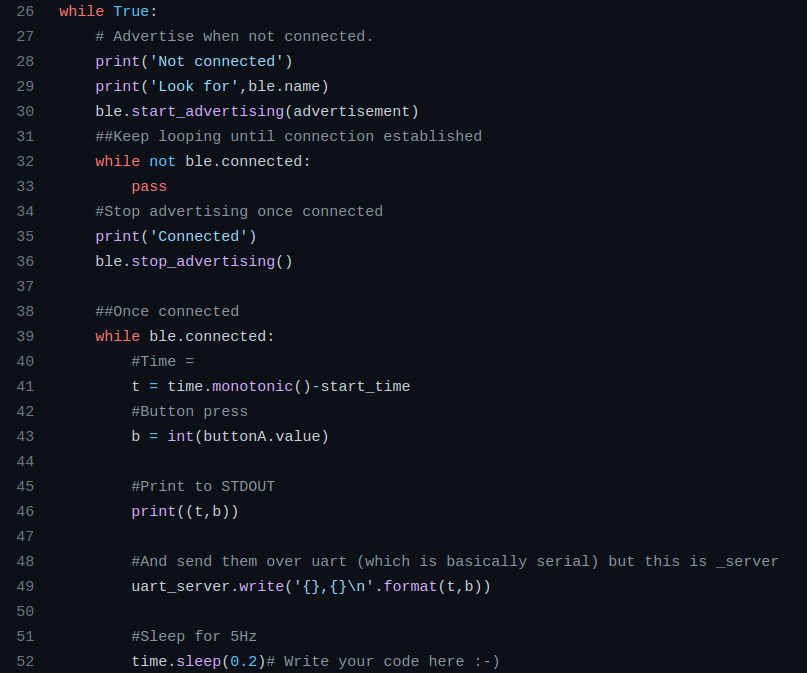 26 while True:
27     # Advertise when not connected.
28     print('Not connected')
29     print('Look for',ble.name)
30     ble.start_advertising(advertisement)
31     ##Keep looping until connection established
32     while not ble.connected:
33         pass
34     #Stop advertising once connected
35     print('Connected')
36     ble.stop_advertising()
37
38     ##Once connected
39     while ble.connected:
40         #Time =
41         t = time.monotonic()-start_time
42         #Button press
43         b = int(buttonA.value)
44
45         #Print to STDOUT
46         print((t,b))
47
48         #And send them over uart (which is basically serial) but this is _server
49         uart_server.write('{},{}\n'.format(t,b))
50
51         #Sleep for 5Hz
52         time.sleep(0.2)# Write your code here :-)